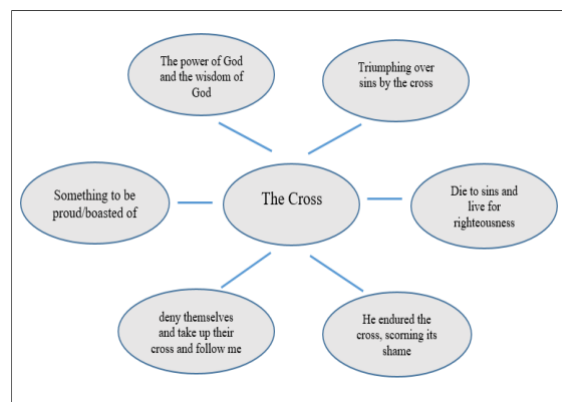 The power of God
and the wisdom of
God
Triumphing over
sins by the cross
Something to be
proud/boasted of
The Cross
Die to sins and
live for
righteousness
deny themselves
and take up their
cross and follow me
He endured the
cross, scorning its
shame